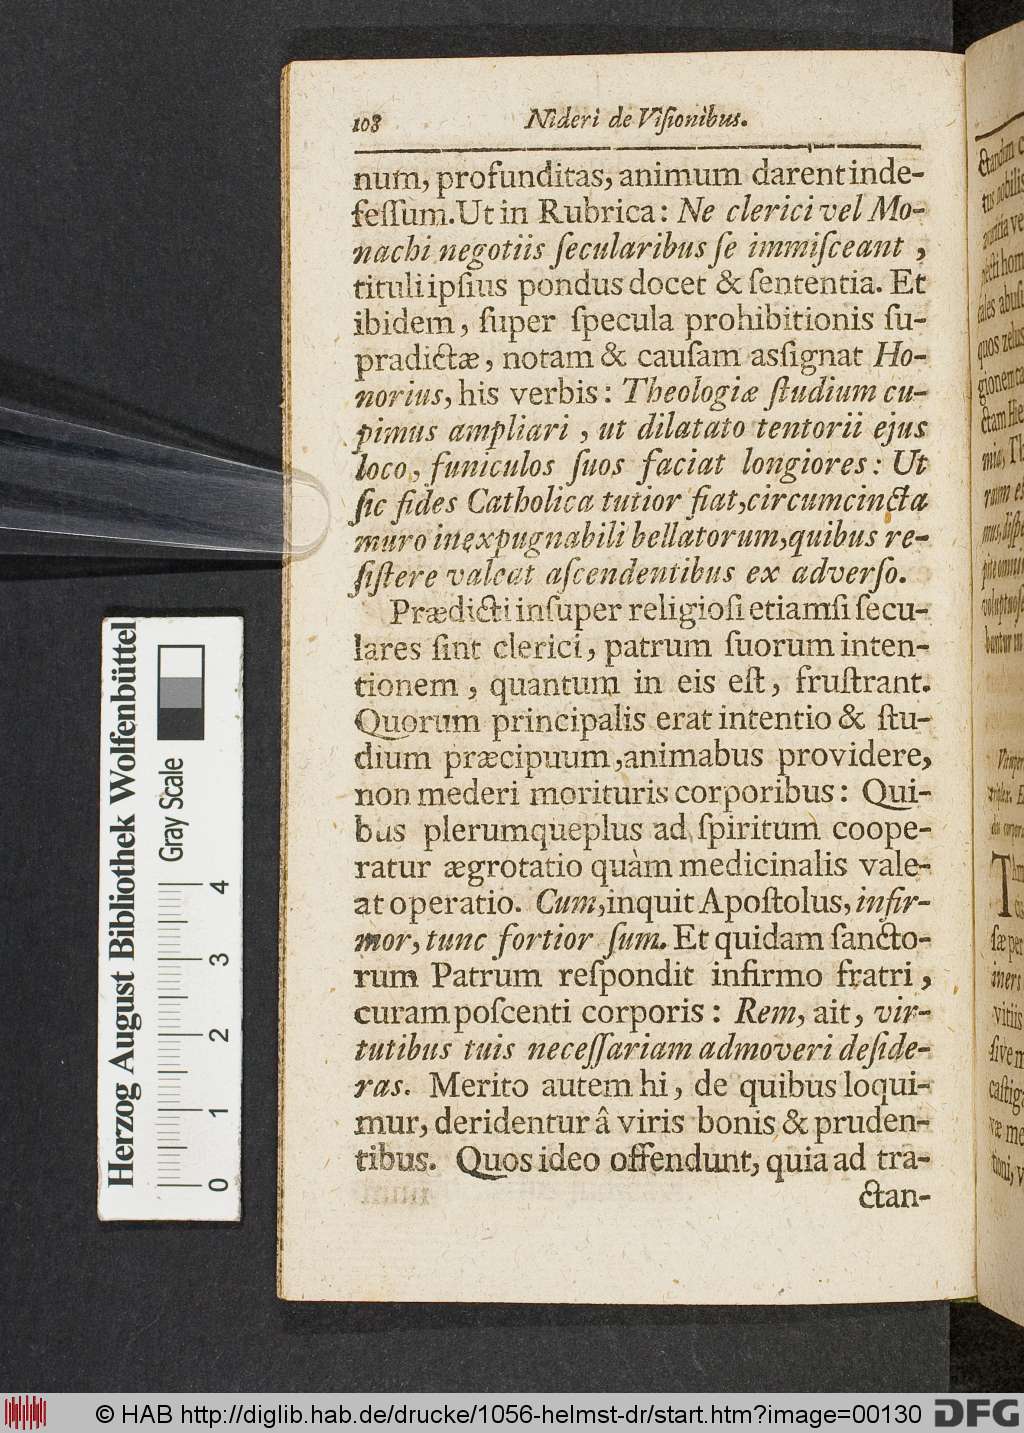 108 Nideri de Viſionibus.
num, profunditas, animum darent inde-
feſſum. Ut in Rubrica: Ne clerici vel Mo-
nachi negotiis ſecularibus ſe immiſceant,
tituli ipſius pondus docet & ſententia. Et
ibidem, ſuper ſpecula prohibitionis ſu-
pradictæ, notam & cauſam aſſignat Ho-
norius, his verbis: Theologiæ ſtudium cu-
pimus ampliari, ut dilatato tentorii ejus
loco, funiculos ſuos faciat longiores: Ut
ſic fides Catholica tutior fiat, circumcincta
muro inexpugnabili bellatorum, quibus re-
ſiſtere valeat aſcendentibus ex adverſo.
Prædicti inſuper religioſi etiamſi ſecu-
lares ſint clerici, patrum ſuorum inten-
tionem, quantum in eis eſt, fruſtrant.
Quorum principalis erat intentio & ſtu-
dium præcipuum, animabus providere,
non mederi morituris corporibus: Qui-
bus plerumque plus ad ſpiritum coope-
ratur ægrotatio quàm medicinalis vale-
at operatio. Cum, inquit Apoſtolus, infir-
mor, tunc fortior ſum. Et quidam ſancto-
rum Patrum reſpondit infirmo fratri,
curam poſcenti corporis: Rem, ait, vir-
tutibus tuis neceſſariam admoveri deſide-
ras. Merito autem hi, de quibus loqui-
mur, deridentur â viris bonis & pruden-
tibus. Quos ideo offendunt, quia ad tra-
ctan-
Herzog August Bibliothek Wolfenbüttel
Gray Scale
0 1 2 3 4
© HAB http://diglib.hab.de/drucke/1056-helmst-dr/start.htm?image=00130
DFG